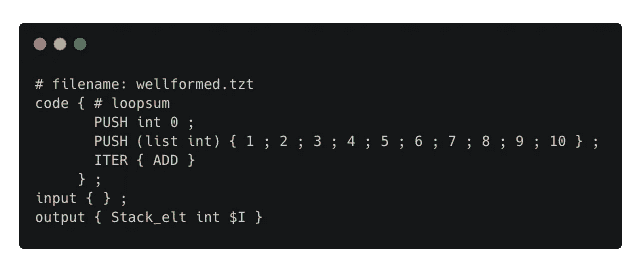 # filename: wellformed.tzt
code { # loopsum
PUSH int 0 ;
PUSH (list int) { 1 ; 2 ; 3 ; 4 ; 5 ; 6 ; 7 ; 8 ; 9 ; 10 } ;
ITER { ADD }
} ;
input { } ;
output { Stack_elt int $I }